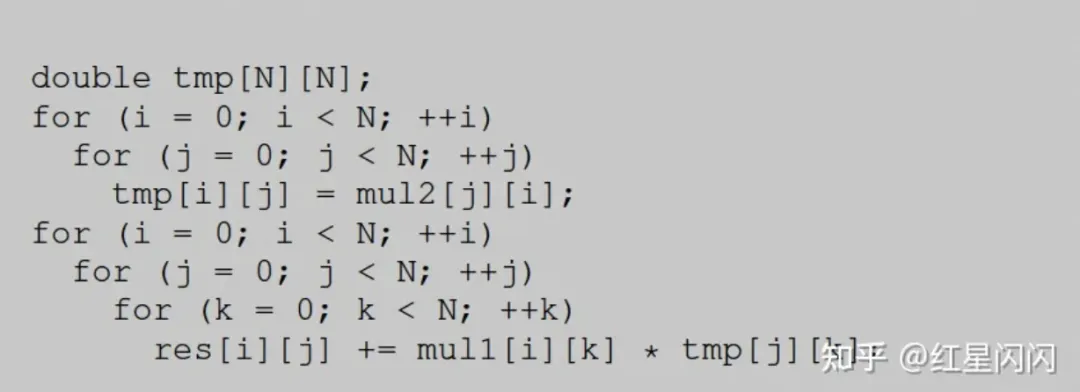 double tmp[N][N];
for (i = 0; i < N; ++i)
  for (j = 0; j < N; ++j)
    tmp[i][j] = mul2[j][i];
for (i = 0; i < N; ++i)
  for (j = 0; j < N; ++j)
    for (k = 0; k < N; ++k)
      res[i][j] += mul1[i][k] * tmp[j][k];
知乎 @红星闪闪